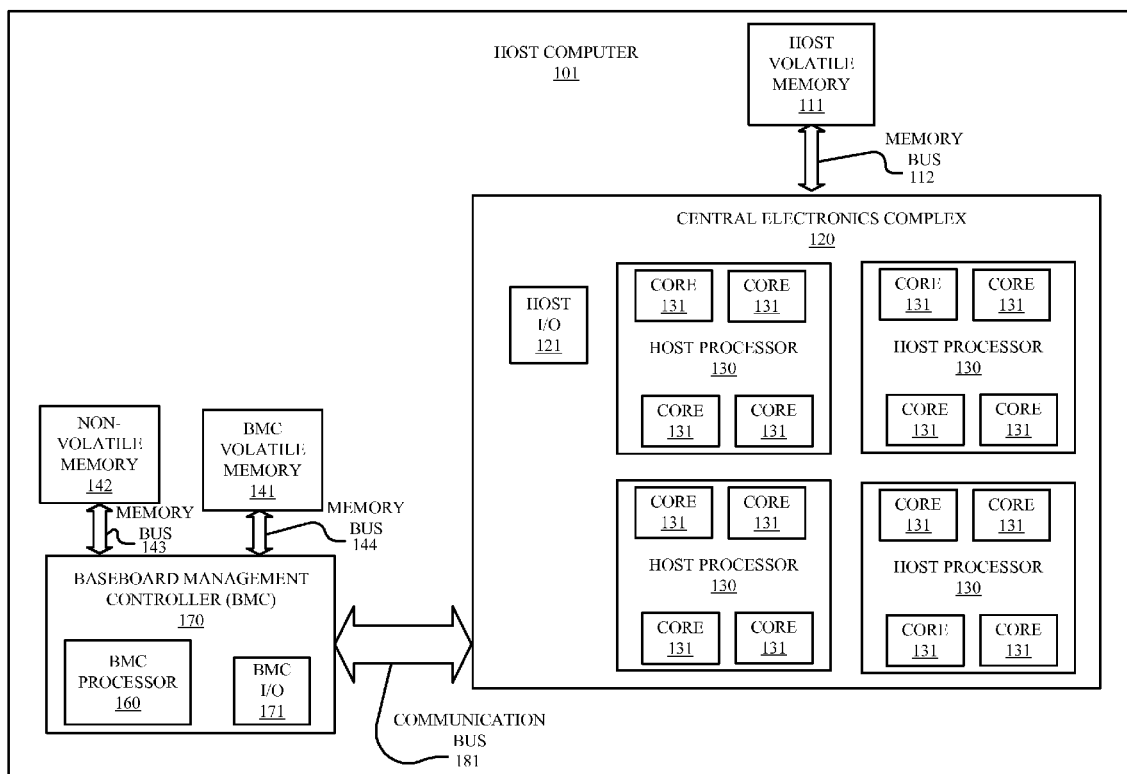 HOST COMPUTER
101
HOST
VOLATILE
MEMORY
111
MEMORY
BUS
112
CENTRAL ELECTRONICS COMPLEX
120
HOST
I/O
121
CORE
131
CORE
131
HOST PROCESSOR
130
CORE
131
CORE
131
CORE
131
CORE
131
HOST PROCESSOR
130
CORE
131
CORE
131
CORE
131
CORE
131
HOST PROCESSOR
130
CORE
131
CORE
131
CORE
131
CORE
131
HOST PROCESSOR
130
CORE
131
CORE
131
NON-
VOLATILE
MEMORY
142
BMC
VOLATILE
MEMORY
141
MEMORY
BUS
143
MEMORY
BUS
144
BASEBOARD MANAGEMENT
CONTROLLER (BMC)
170
BMC
PROCESSOR
160
BMC
I/O
171
COMMUNICATION
BUS
181